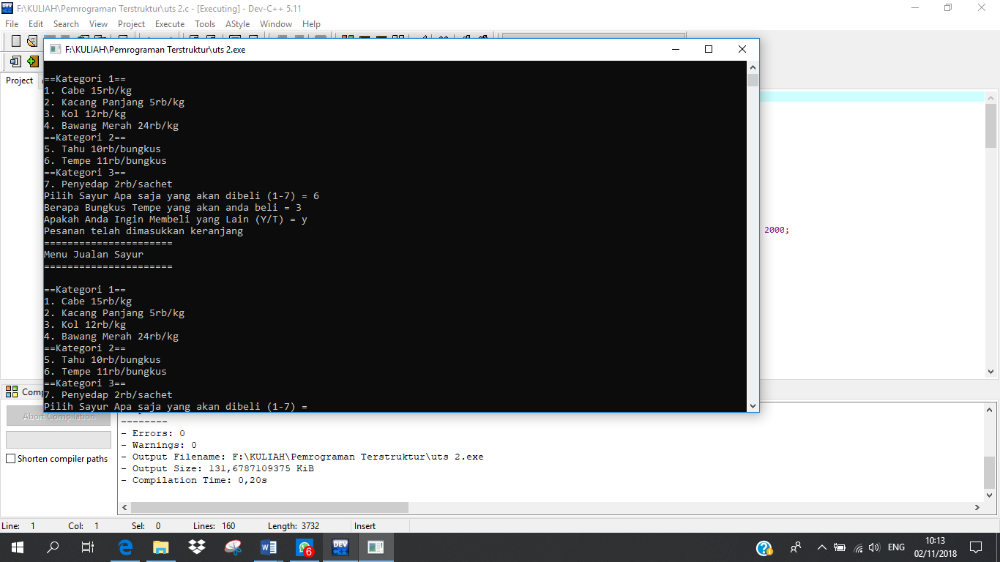 F:\KULIAH\Pemrograman Terstruktur\uts 2.c - [Executing] - Dev-C++ 5.11
File Edit Search View Project Execute Tools AStyle Window Help
F:\KULIAH\Pemrograman Terstruktur\uts 2.exe
Project
==Kategori 1==
1. Cabe 15rb/kg
2. Kacang Panjang 5rb/kg
3. Kol 12rb/kg
4. Bawang Merah 24rb/kg
==Kategori 2==
5. Tahu 10rb/bungkus
6. Tempe 11rb/bungkus
==Kategori 3==
7. Penyedap 2rb/sachet
Pilih Sayur Apa saja yang akan dibeli (1-7) = 6
Berapa Bungkus Tempe yang akan anda beli = 3
Apakah Anda Ingin Membeli yang Lain (Y/T) = y
Pesanan telah dimasukkan keranjang
======================
Menu Jualan Sayur
======================
==Kategori 1==
1. Cabe 15rb/kg
2. Kacang Panjang 5rb/kg
3. Kol 12rb/kg
4. Bawang Merah 24rb/kg
==Kategori 2==
5. Tahu 10rb/bungkus
6. Tempe 11rb/bungkus
==Kategori 3==
7. Penyedap 2rb/sachet
Pilih Sayur Apa saja yang akan dibeli (1-7) =
2000;
Comp
Abort Compilation
Shorten compiler paths
--------
- Errors: 0
- Warnings: 0
- Output Filename: F:\KULIAH\Pemrograman Terstruktur\uts 2.exe
- Output Size: 131,6787109375 KiB
- Compilation Time: 0,20s
Line: 1 Col: 1 Sel: 0 Lines: 160 Length: 3732 Insert
6
DEV
ENG
10:13
02/11/2018